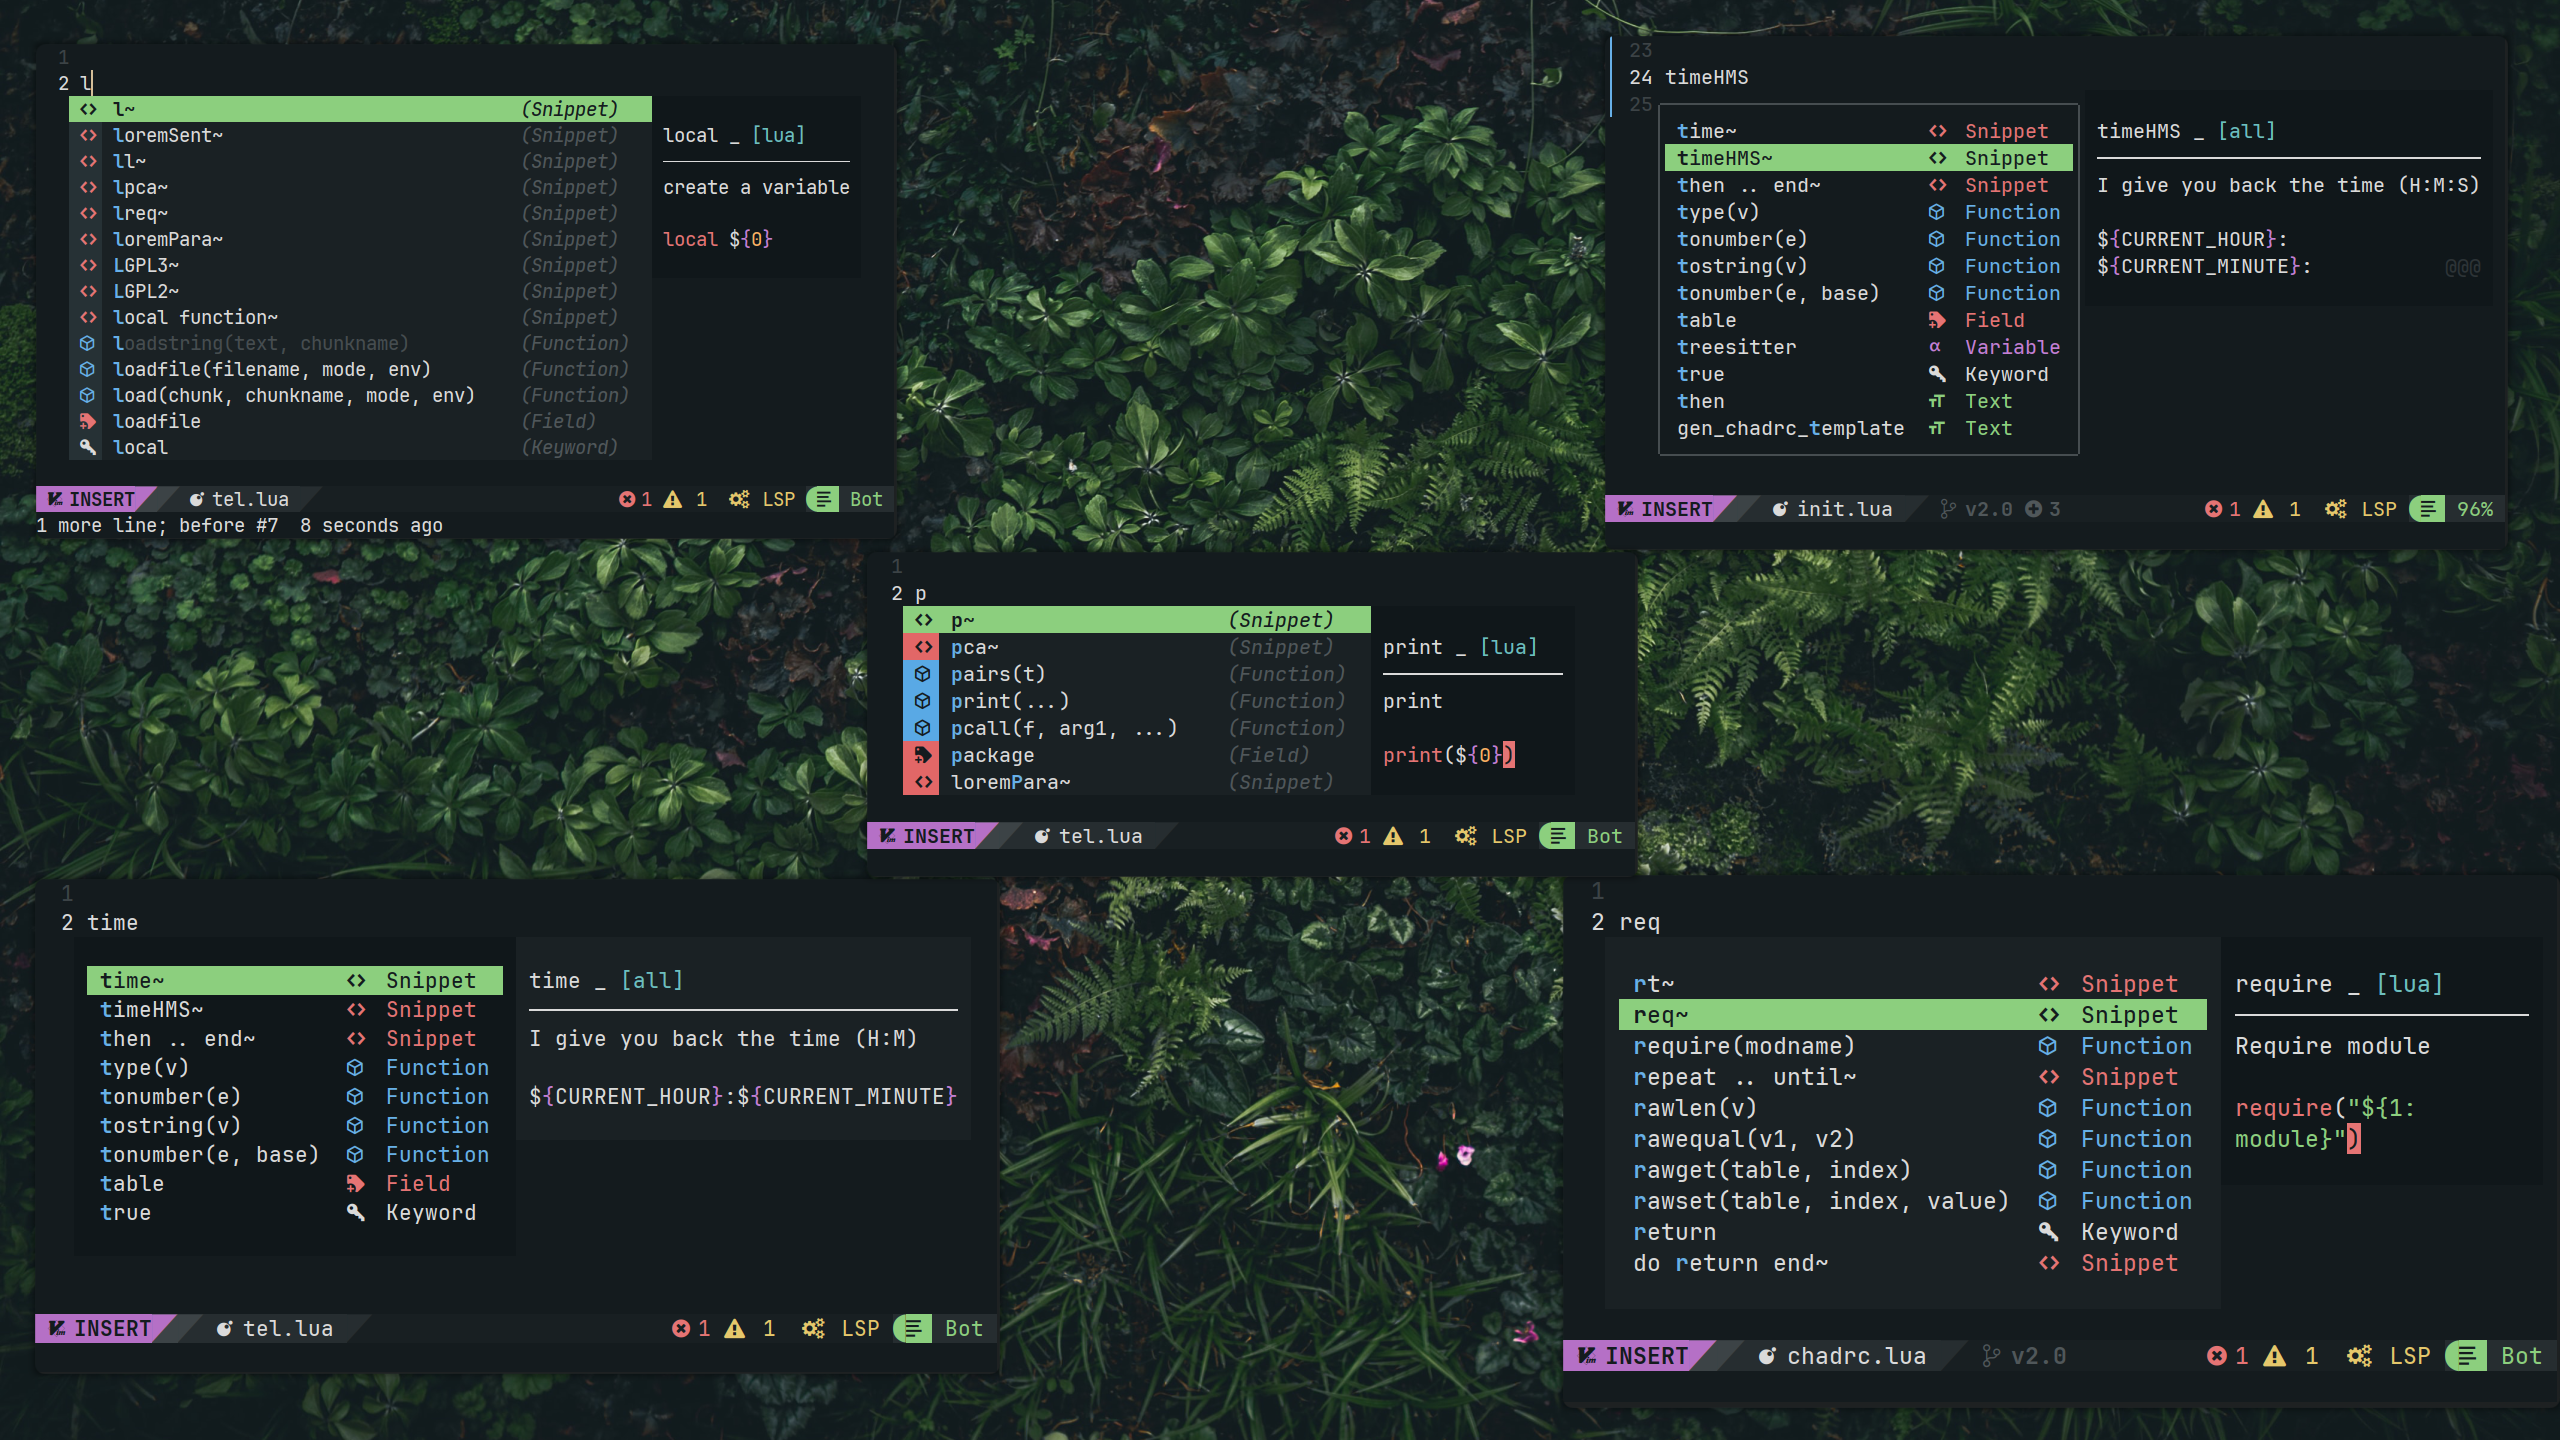 1
2 l
l~ (Snippet)
loremSent~ (Snippet)
ll~ (Snippet)
lpca~ (Snippet)
lreq~ (Snippet)
loremPara~ (Snippet)
LGPL3~ (Snippet)
LGPL2~ (Snippet)
local function~ (Snippet)
loadstring(text, chunkname) (Function)
loadfile(filename, mode, env) (Function)
load(chunk, chunkname, mode, env) (Function)
loadfile (Field)
local (Keyword)
local _ [lua]
create a variable
local ${0}
INSERT tel.lua 1 1 LSP Bot
1 more line; before #7 8 seconds ago
23
24 timeHMS
25
time~ Snippet
timeHMS~ Snippet
then .. end~ Snippet
type(v) Function
tonumber(e) Function
tostring(v) Function
tonumber(e, base) Function
table Field
treesitter α Variable
true Keyword
then Text
gen_chadrc_template Text
timeHMS _ [all]
I give you back the time (H:M:S)
${CURRENT_HOUR}:
${CURRENT_MINUTE}: @@@
INSERT init.lua v2.0 3 1 1 LSP 96%
1
2 p
p~ (Snippet)
pca~ (Snippet)
pairs(t) (Function)
print(...) (Function)
pcall(f, arg1, ...) (Function)
package (Field)
loremPara~ (Snippet)
print _ [lua]
print
print(${0})
INSERT tel.lua 1 1 LSP Bot
1
2 time
time~ Snippet
timeHMS~ Snippet
then .. end~ Snippet
type(v) Function
tonumber(e) Function
tostring(v) Function
tonumber(e, base) Function
table Field
true Keyword
time _ [all]
I give you back the time (H:M)
${CURRENT_HOUR}:${CURRENT_MINUTE}
INSERT tel.lua 1 1 LSP Bot
1
2 req
rt~ Snippet
req~ Snippet
require(modname) Function
repeat .. until~ Snippet
rawlen(v) Function
rawequal(v1, v2) Function
rawget(table, index) Function
rawset(table, index, value) Function
return Keyword
do return end~ Snippet
require _ [lua]
Require module
require("${1:
module}")
INSERT chadrc.lua v2.0 1 1 LSP Bot